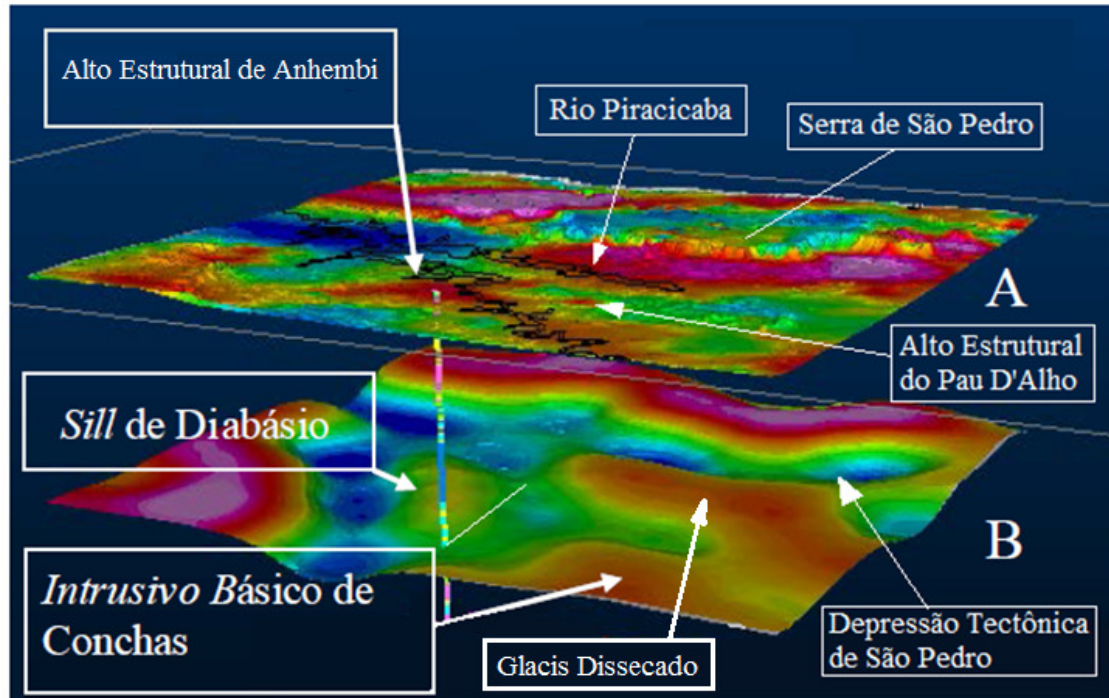 Alto Estrutural de Anhembi
Rio Piracicaba
Serra de São Pedro
A
Alto Estrutural
do Pau D'Alho
Sill de Diabásio
B
Intrusivo Básico de
Conchas
Glacis Dissecado
Depressão Tectônica
de São Pedro